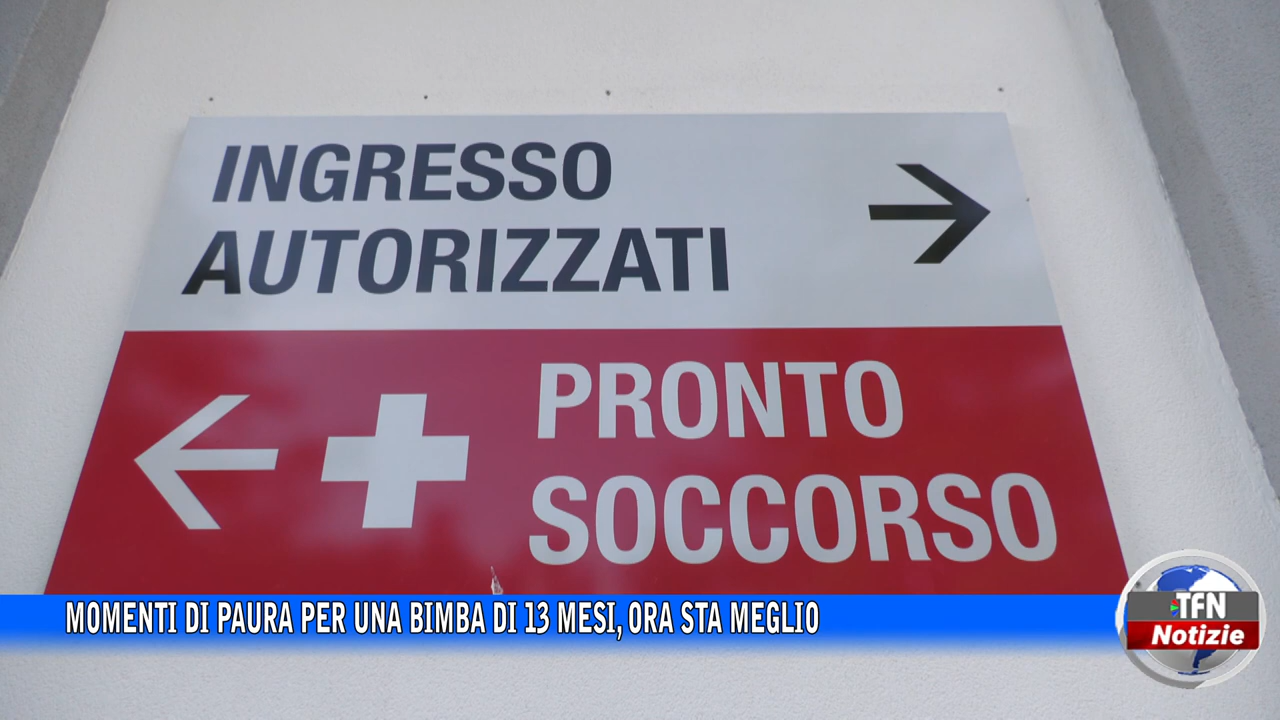 INGRESSO
AUTORIZZATI
PRONTO
SOCCORSO
MOMENTI DI PAURA PER UNA BIMBA DI 13 MESI, ORA STA MEGLIO
TFN
Notizie